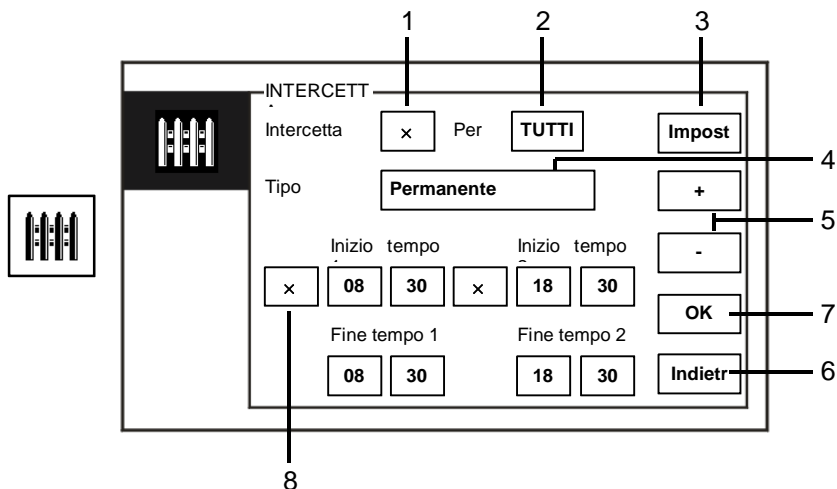 1 2 3
INTERCETT
Intercetta × Per TUTTI Impost
4
Tipo Permanente +
5
Inizio tempo Inizio tempo -
× 08 30 × 18 30 OK
7
Fine tempo 1 Fine tempo 2
08 30 18 30 Indietr 6
8